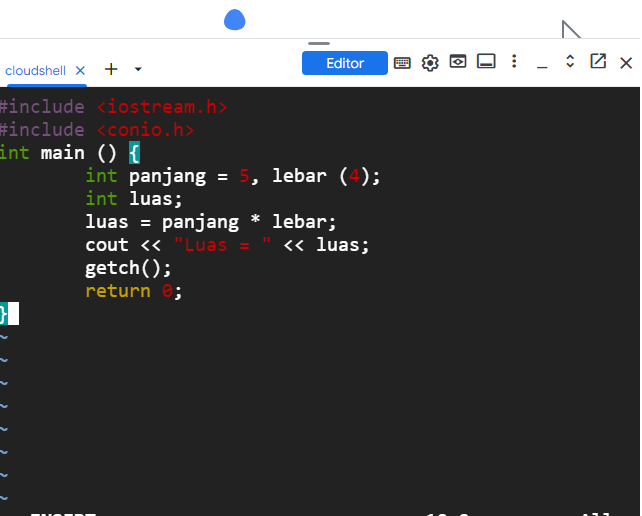 Editor
cloudshell
#include <iostream.h>
#include <conio.h>
int main () {
int panjang = 5, lebar (4);
int luas;
luas = panjang * lebar;
cout << "Luas = " << luas;
getch();
return 0;
}
~
~
~
~
~
~
~
~